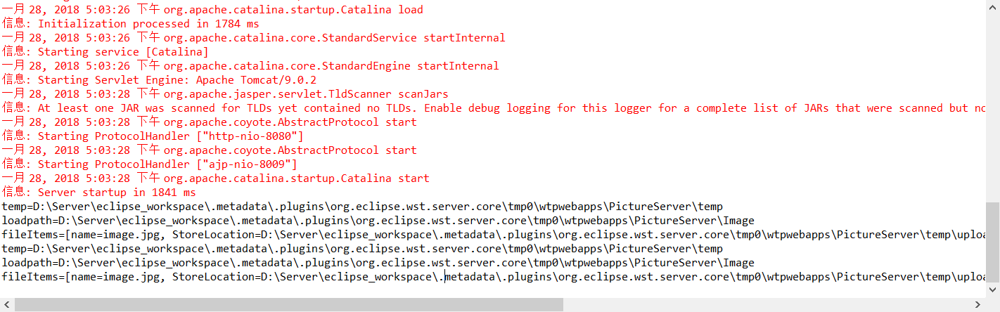 一月 28, 2018 5:03:26 下午 org.apache.catalina.startup.Catalina load
信息: Initialization processed in 1784 ms
一月 28, 2018 5:03:26 下午 org.apache.catalina.core.StandardService startInternal
信息: Starting service [Catalina]
一月 28, 2018 5:03:26 下午 org.apache.catalina.core.StandardEngine startInternal
信息: Starting Servlet Engine: Apache Tomcat/9.0.2
一月 28, 2018 5:03:28 下午 org.apache.jasper.servlet.TldScanner scanJars
信息: At least one JAR was scanned for TLDs yet contained no TLDs. Enable debug logging for this logger for a complete list of JARs that were scanned but no
一月 28, 2018 5:03:28 下午 org.apache.coyote.AbstractProtocol start
信息: Starting ProtocolHandler ["http-nio-8080"]
一月 28, 2018 5:03:28 下午 org.apache.coyote.AbstractProtocol start
信息: Starting ProtocolHandler ["ajp-nio-8009"]
一月 28, 2018 5:03:28 下午 org.apache.catalina.startup.Catalina start
信息: Server startup in 1841 ms
temp=D:\Server\eclipse_workspace\.metadata\.plugins\org.eclipse.wst.server.core\tmp0\wtpwebapps\PictureServer\temp
loadpath=D:\Server\eclipse_workspace\.metadata\.plugins\org.eclipse.wst.server.core\tmp0\wtpwebapps\PictureServer\Image
fileItems=[name=image.jpg, StoreLocation=D:\Server\eclipse_workspace\.metadata\.plugins\org.eclipse.wst.server.core\tmp0\wtpwebapps\PictureServer\temp\uploa
temp=D:\Server\eclipse_workspace\.metadata\.plugins\org.eclipse.wst.server.core\tmp0\wtpwebapps\PictureServer\temp
loadpath=D:\Server\eclipse_workspace\.metadata\.plugins\org.eclipse.wst.server.core\tmp0\wtpwebapps\PictureServer\Image
fileItems=[name=image.jpg, StoreLocation=D:\Server\eclipse_workspace\.metadata\.plugins\org.eclipse.wst.server.core\tmp0\wtpwebapps\PictureServer\temp\uploa